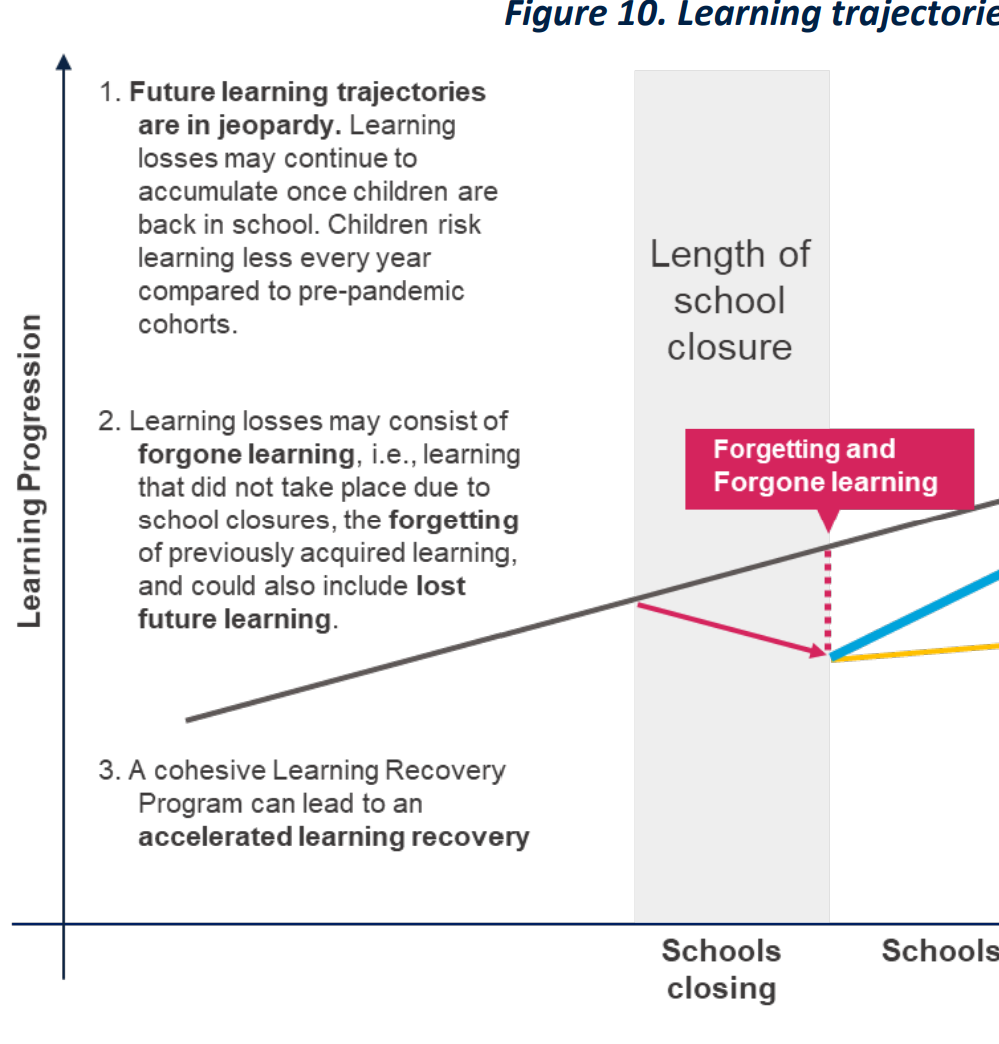 Figure 10. Learning trajectorie
1. Future learning trajectories
are in jeopardy. Learning
losses may continue to
accumulate once children are
back in school. Children risk
learning less every year
compared to pre-pandemic
cohorts.
Length of
school
closure
Learning Progression
2. Learning losses may consist of
forgone learning, i.e., learning
that did not take place due to
school closures, the forgetting
of previously acquired learning,
and could also include lost
future learning.
Forgetting and
Forgone learning
3. A cohesive Learning Recovery
Program can lead to an
accelerated learning recovery
Schools
closing
Schools